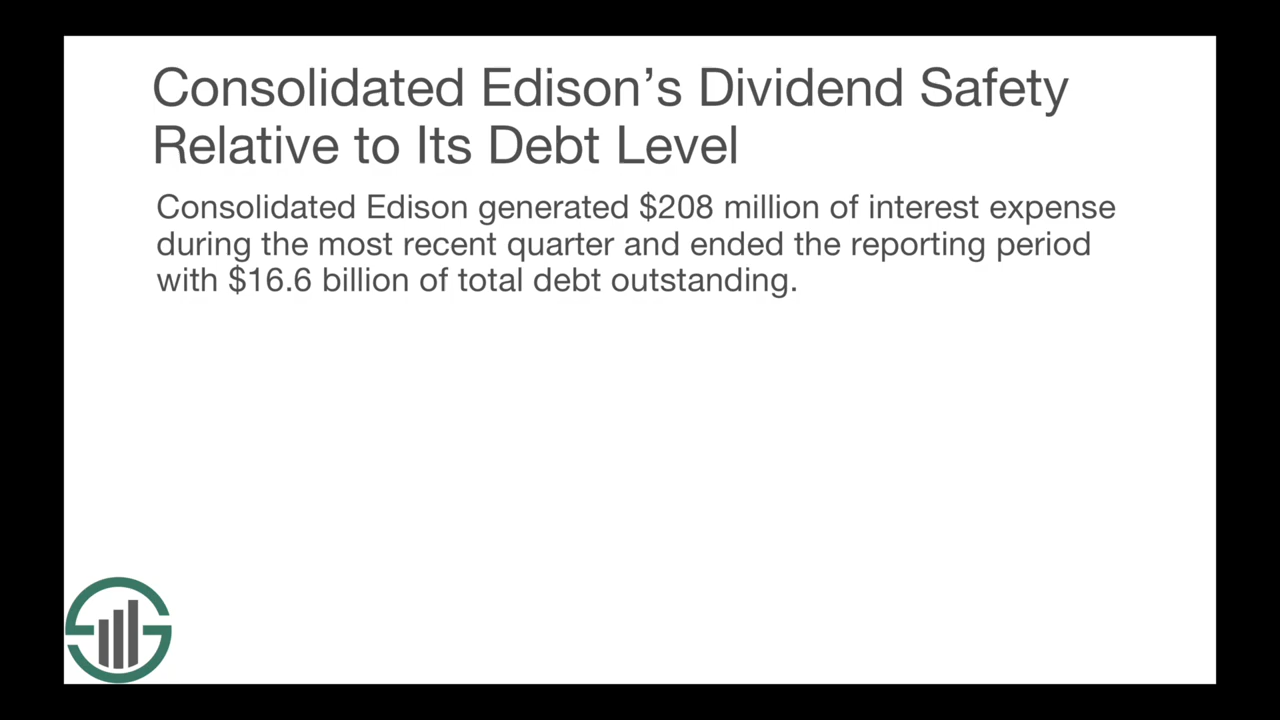 Consolidated Edison’s Dividend Safety
Relative to Its Debt Level
Consolidated Edison generated $208 million of interest expense
during the most recent quarter and ended the reporting period
with $16.6 billion of total debt outstanding.